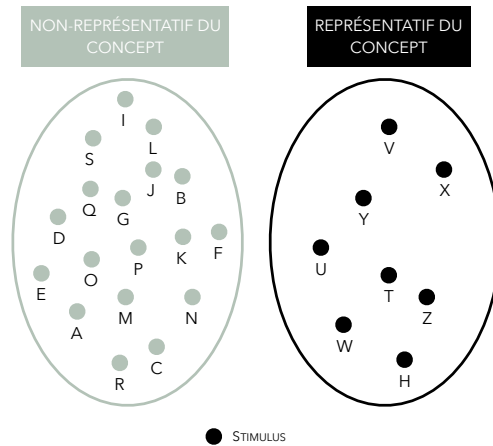 NON-REPRÉSENTATIF DU
CONCEPT
REPRÉSENTATIF DU
CONCEPT
I
L
S
J
B
Q
G
D
K
F
P
O
E
M
N
A
C
R
V
X
Y
U
T
Z
W
H
STIMULUS